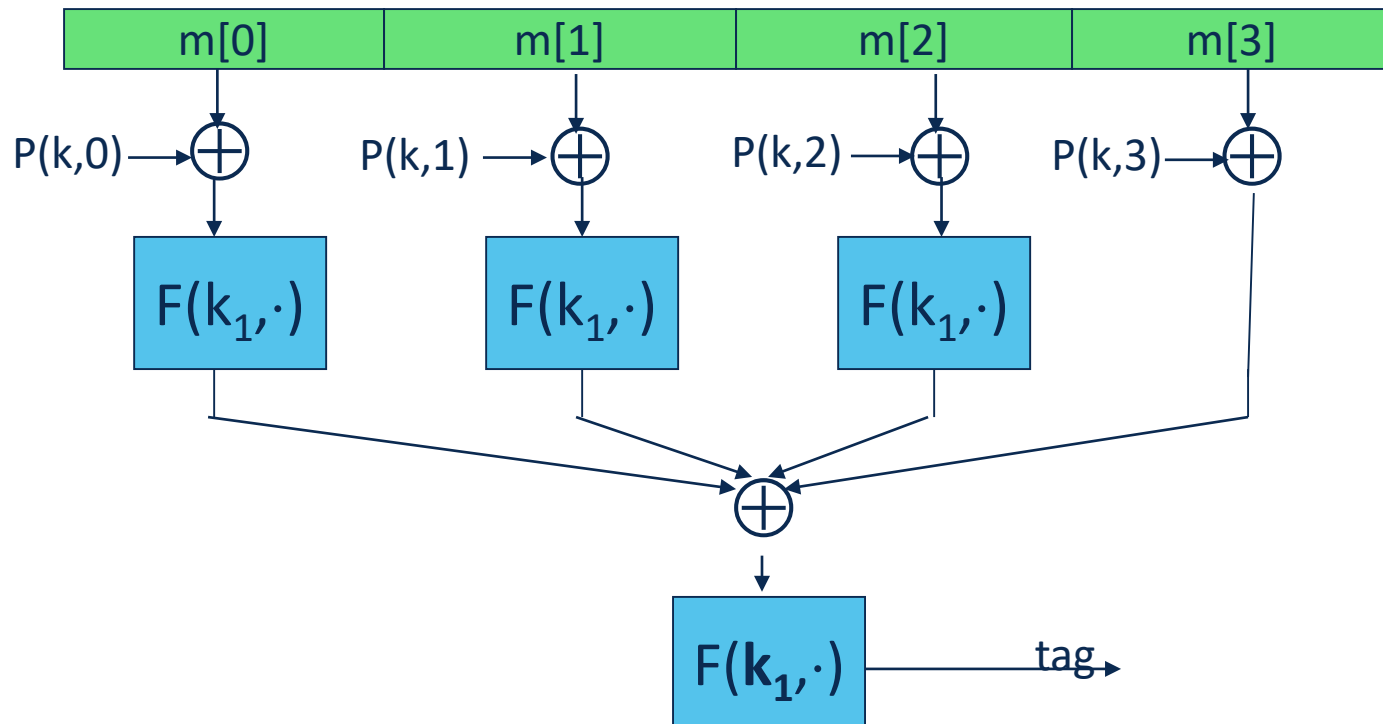 m[0] m[1] m[2] m[3]
P(k,0) P(k,1) P(k,2) P(k,3)
F(k₁,·) F(k₁,·) F(k₁,·)
F(k₁,·) tag